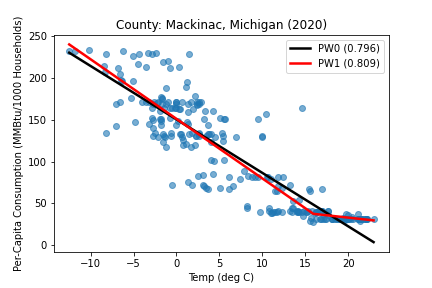 County: Mackinac, Michigan (2020)
Per-Capita Consumption (MMBtu/1000 Households)
250
200
150
100
50
0
PW0 (0.796)
PW1 (0.809)
−10
−5
0
5
10
15
20
Temp (deg C)